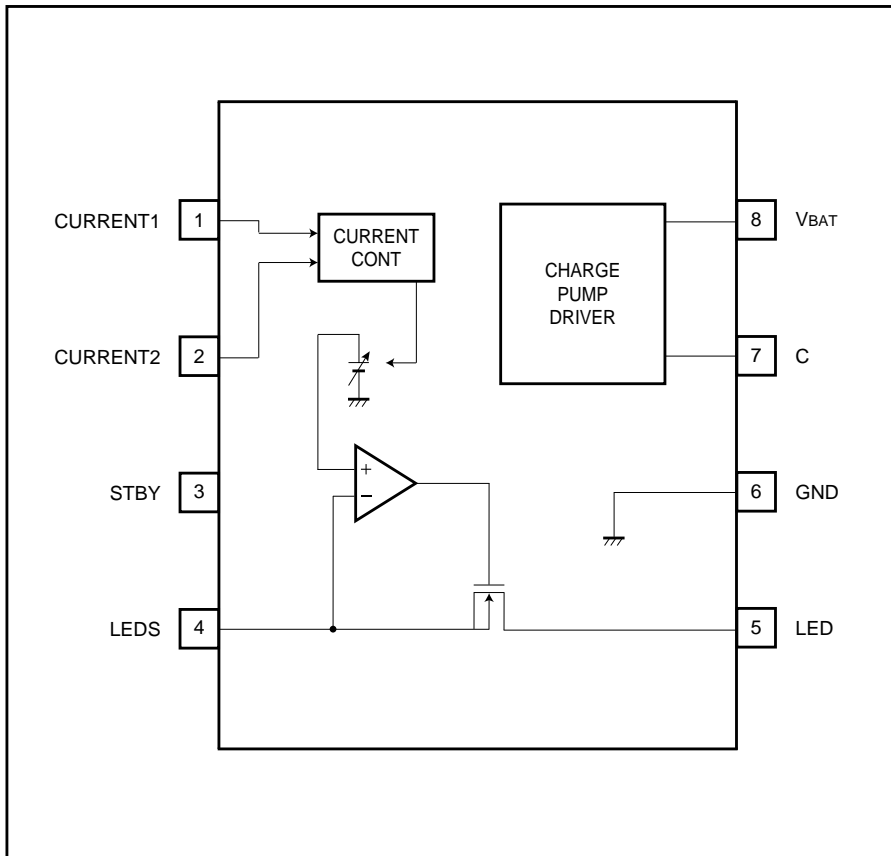 CURRENT1
1
CURRENT
CONT
CHARGE
PUMP
DRIVER
8
VBAT
CURRENT2
2
7
C
+
−
STBY
3
6
GND
LEDS
4
5
LED